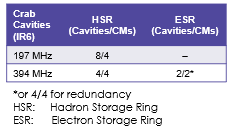 Crab Cavities (IR6) HSR (Cavities/CMs) ESR (Cavities/CMs)
197 MHz 8/4 –
394 MHz 4/4 2/2*
*or 4/4 for redundancy
HSR: Hadron Storage Ring
ESR: Electron Storage Ring